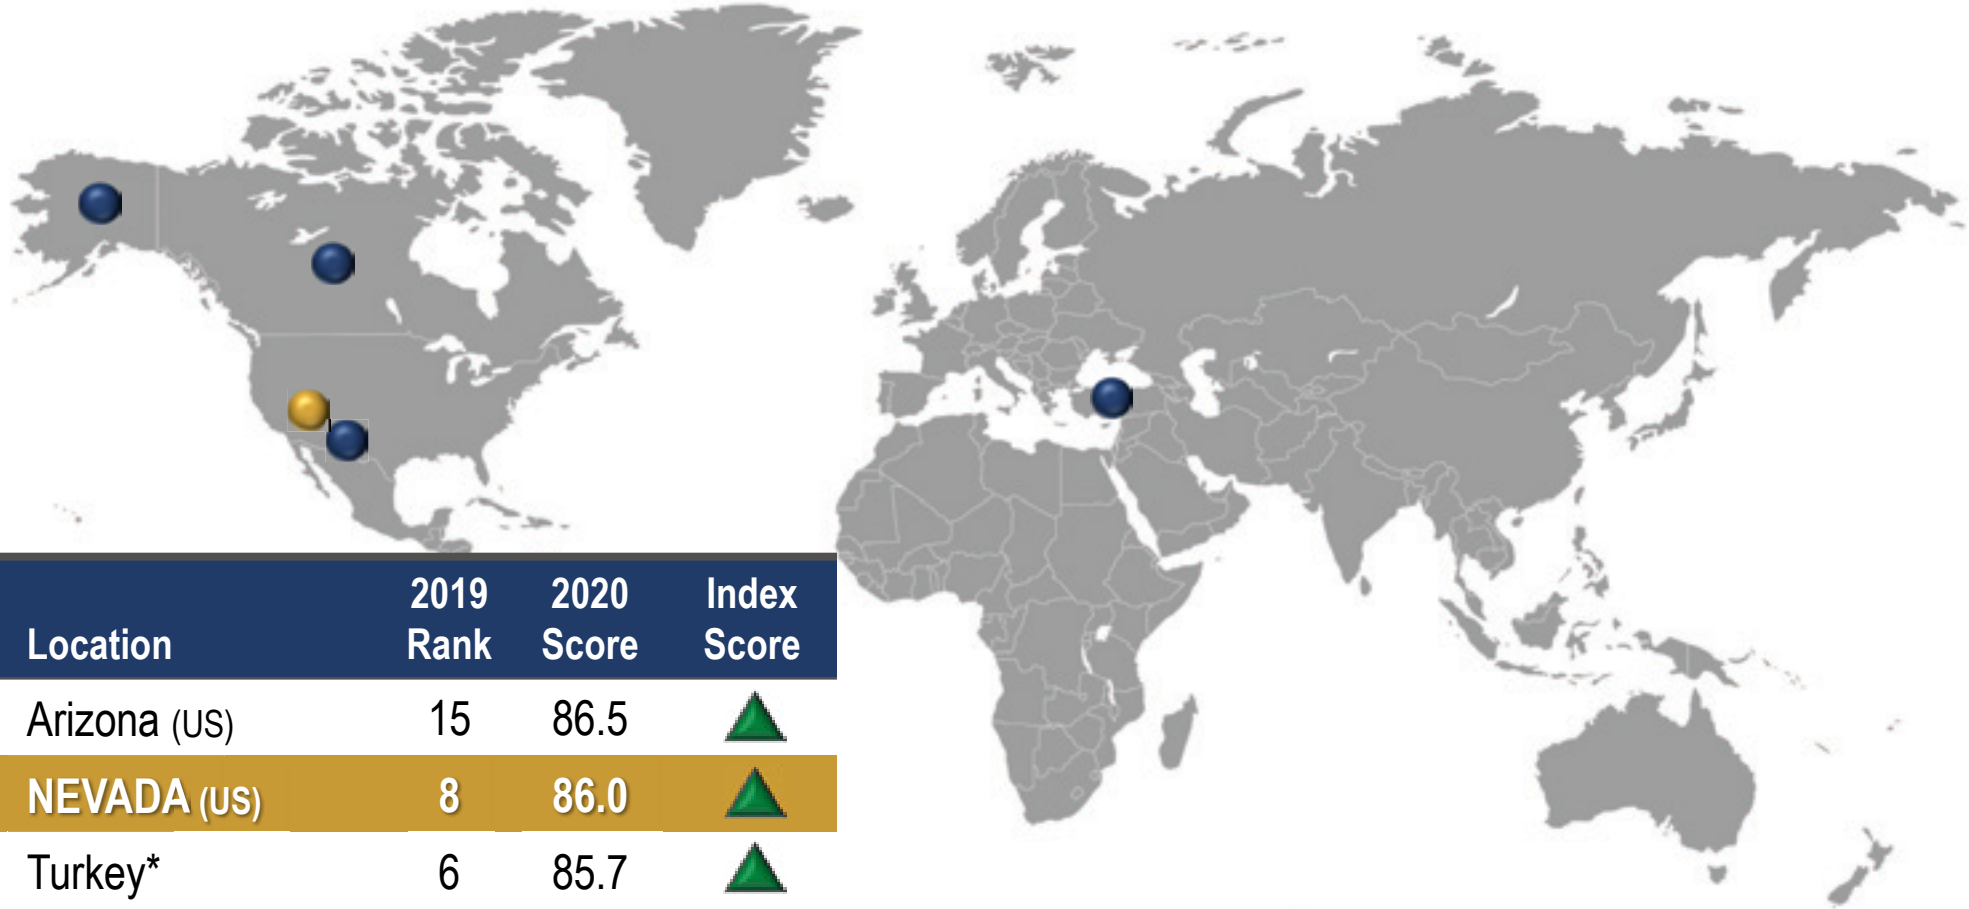 Location 2019 Rank 2020 Score Index Score
Arizona (US) 15 86.5
NEVADA (US) 8 86.0
Turkey* 6 85.7